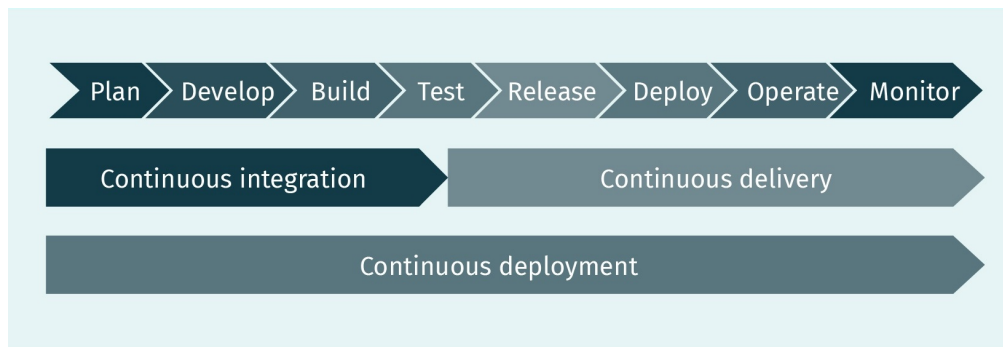 Plan Develop Build Test Release Deploy Operate Monitor
Continuous integration Continuous delivery
Continuous deployment